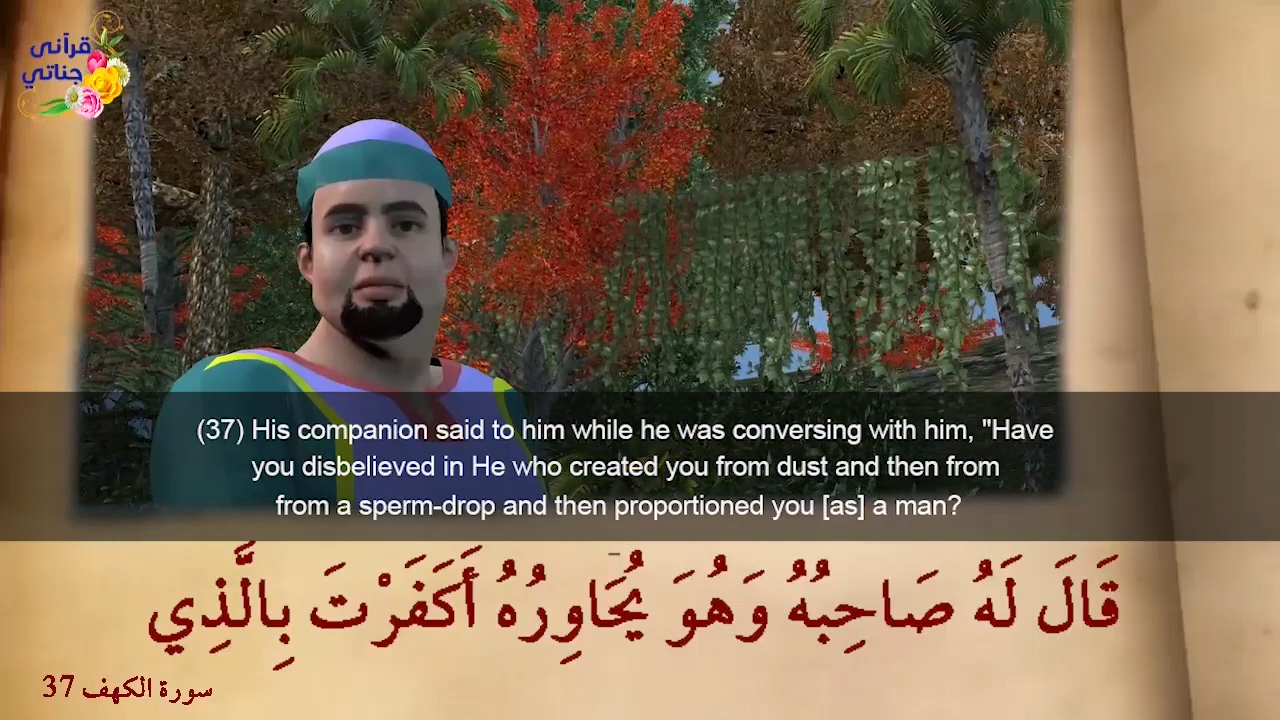 قرآنى
جناتي
(37) His companion said to him while he was conversing with him, "Have
you disbelieved in He who created you from dust and then from
from a sperm-drop and then proportioned you [as] a man?
قَالَ لَهُ صَاحِبُهُ وَهُوَ يُحَاوِرُهُ أَكَفَرْتَ بِالَّذِي
سورة الكهف 37